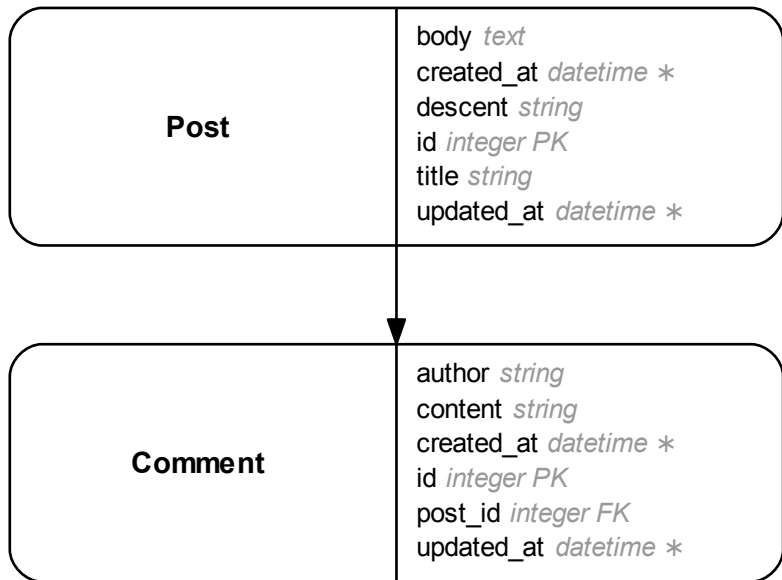 Post
body text
created_at datetime ∗
descent string
id integer PK
title string
updated_at datetime ∗
Comment
author string
content string
created_at datetime ∗
id integer PK
post_id integer FK
updated_at datetime ∗